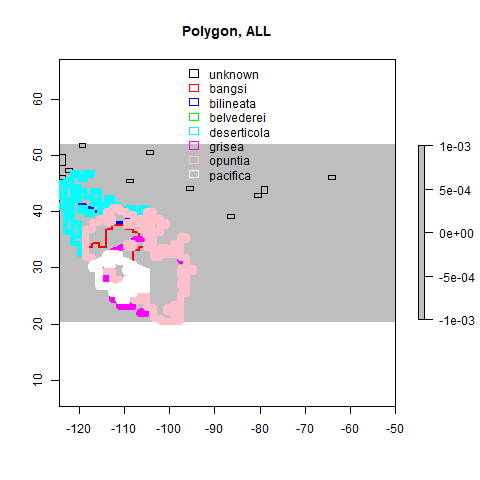 Polygon, ALL
unknown
bangsi
bilineata
belvederei
deserticola
grisea
opuntia
pacifica
60
50
40
30
20
10
-120 -110 -100 -90 -80 -70 -60 -50
1e-03
5e-04
0e+00
-5e-04
-1e-03